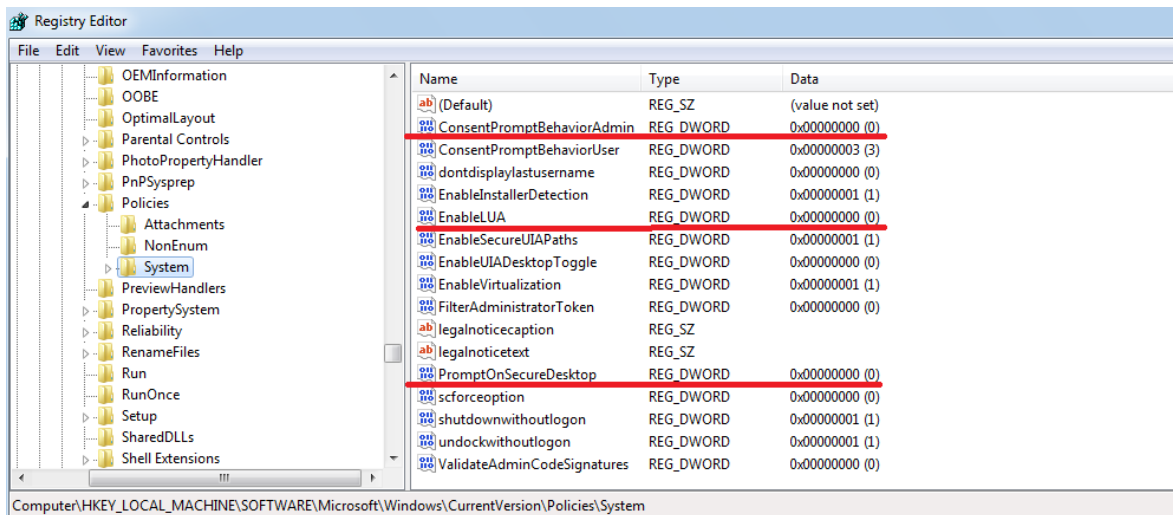 Registry Editor
File Edit View Favorites Help
OEMInformation
OOBE
OptimalLayout
Parental Controls
PhotoPropertyHandler
PnPSysprep
Policies
Attachments
NonEnum
System
PreviewHandlers
PropertySystem
Reliability
RenameFiles
Run
RunOnce
Setup
SharedDLLs
Shell Extensions
Name Type Data
(Default) REG_SZ (value not set)
ConsentPromptBehaviorAdmin REG_DWORD 0x00000000 (0)
ConsentPromptBehaviorUser REG_DWORD 0x00000003 (3)
dontdisplaylastusername REG_DWORD 0x00000000 (0)
EnableInstallerDetection REG_DWORD 0x00000001 (1)
EnableLUA REG_DWORD 0x00000000 (0)
EnableSecureUIAPaths REG_DWORD 0x00000001 (1)
EnableUIADesktopToggle REG_DWORD 0x00000000 (0)
EnableVirtualization REG_DWORD 0x00000001 (1)
FilterAdministratorToken REG_DWORD 0x00000000 (0)
legalnoticecaption REG_SZ
legalnoticetext REG_SZ
PromptOnSecureDesktop REG_DWORD 0x00000000 (0)
scforceoption REG_DWORD 0x00000000 (0)
shutdownwithoutlogon REG_DWORD 0x00000001 (1)
undockwithoutlogon REG_DWORD 0x00000001 (1)
ValidateAdminCodeSignatures REG_DWORD 0x00000000 (0)
Computer\HKEY_LOCAL_MACHINE\SOFTWARE\Microsoft\Windows\CurrentVersion\Policies\System